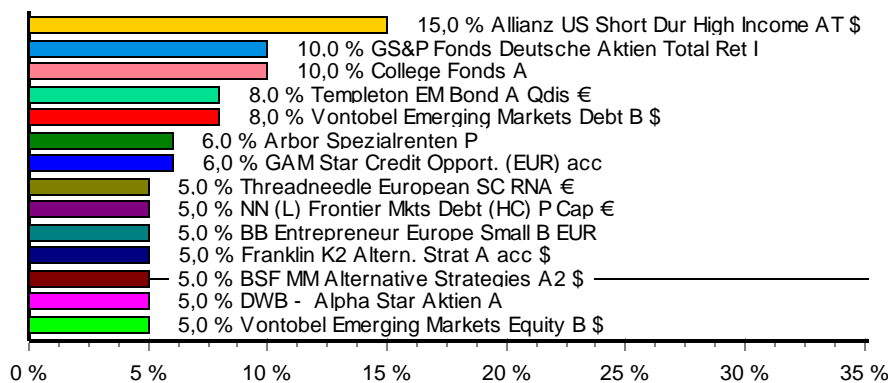 15,0 % Allianz US Short Dur High Income AT $
10,0 % GS&P Fonds Deutsche Aktien Total Ret I
10,0 % College Fonds A
8,0 % Templeton EM Bond A Qdis €
8,0 % Vontobel Emerging Markets Debt B $
6,0 % Arbor Spezialrenten P
6,0 % GAM Star Credit Opport. (EUR) acc
5,0 % Threadneedle European SC RNA €
5,0 % NN (L) Frontier Mkts Debt (HC) P Cap €
5,0 % BB Entrepreneur Europe Small B EUR
5,0 % Franklin K2 Altern. Strat A acc $
5,0 % BSF MM Alternative Strategies A2 $
5,0 % DWB - Alpha Star Aktien A
5,0 % Vontobel Emerging Markets Equity B $
0 % 5 % 10 % 15 % 20 % 25 % 30 % 35 %